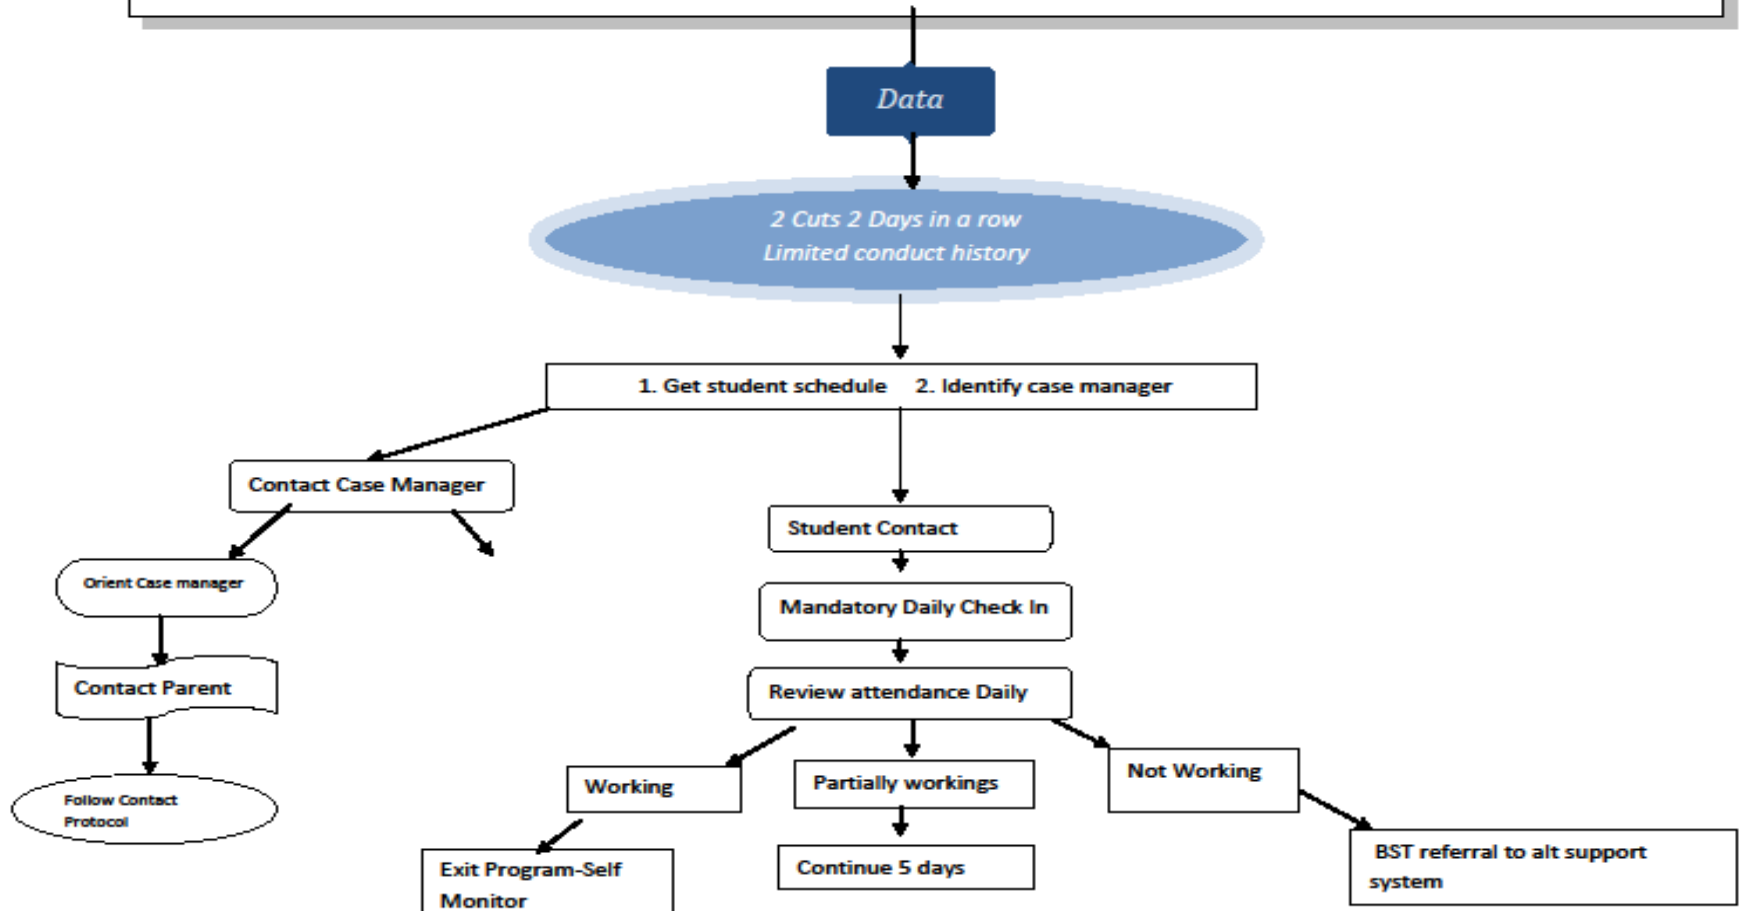 Data
2 Cuts 2 Days in a row
Limited conduct history
1. Get student schedule 2. Identify case manager
Contact Case Manager
Student Contact
Orient Case manager
Mandatory Daily Check In
Contact Parent
Review attendance Daily
Working
Partially workings
Not Working
Follow Contact
Protocol
Exit Program-Self
Monitor
Continue 5 days
BST referral to alt support
system